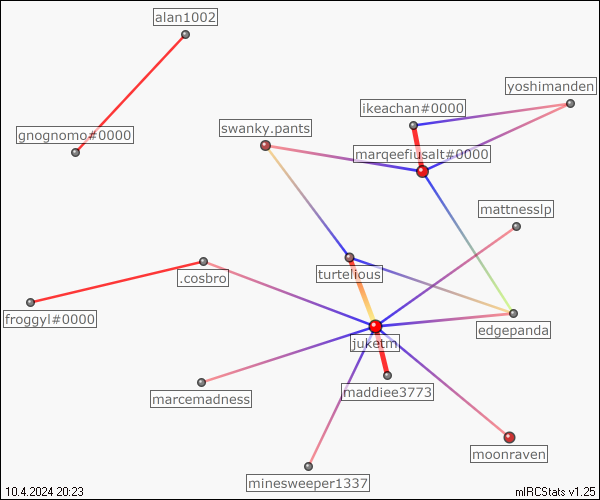 alan1002
yoshimanden
ikeachan#0000
swanky.pants
gnognomo#0000
marqeefiusalt#0000
mattnesslp
turtelious
.cosbro
froggyl#0000
edgepanda
juketm
maddiee3773
marcemadness
moonraven
minesweeper1337
10.4.2024 20:23
mIRCStats v1.25